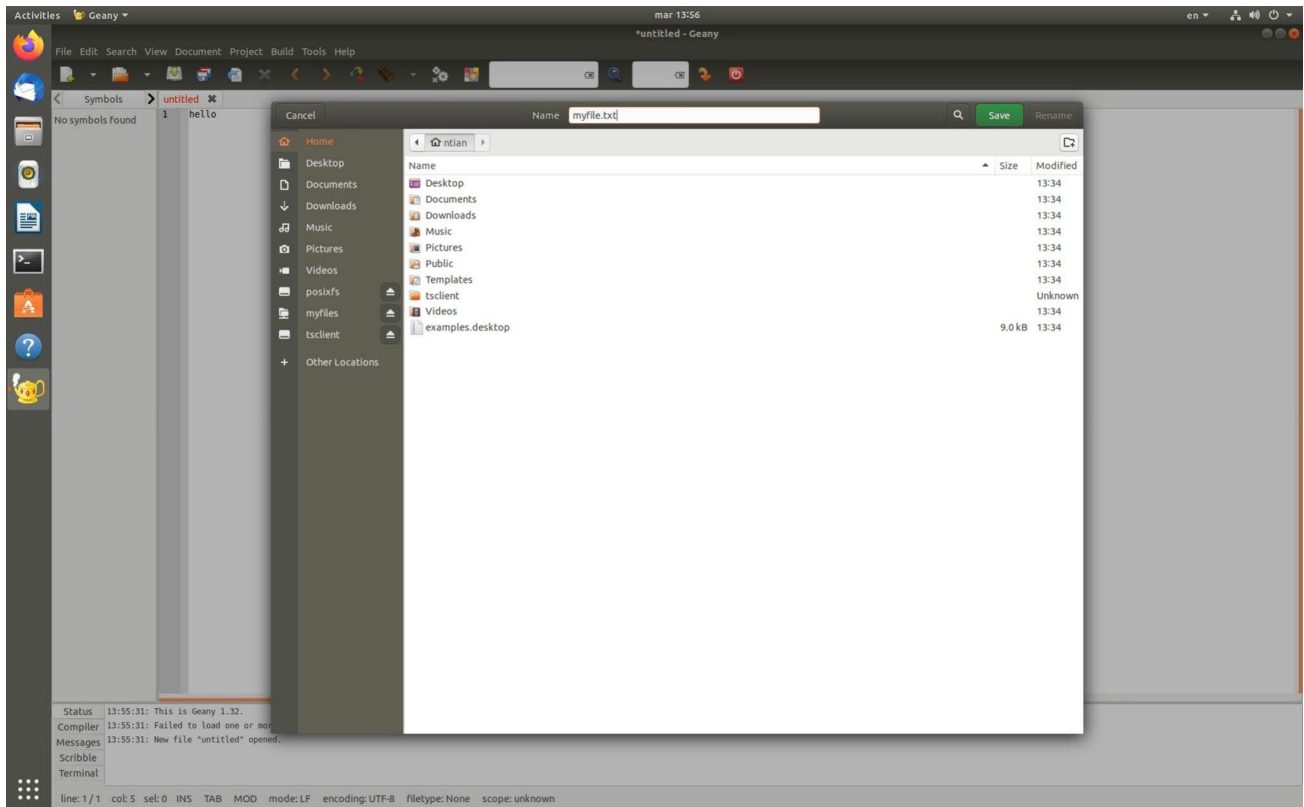 Activities Geany mar 13:56 en
*untitled - Geany
File Edit Search View Document Project Build Tools Help
Symbols untitled
No symbols found 1 hello
Cancel Name myfile.txt Save Rename
Home ntian
Desktop
Documents
Downloads
Music
Pictures
Videos
posixfs
myfiles
tsclient
+ Other Locations
Name Size Modified
Desktop 13:34
Documents 13:34
Downloads 13:34
Music 13:34
Pictures 13:34
Public 13:34
Templates 13:34
tsclient Unknown
Videos 13:34
examples.desktop 9.0 kB 13:34
Status 13:55:31: This is Geany 1.32.
Compiler 13:55:31: Failed to load one or mor
Messages 13:55:31: New file "untitled" opened.
Scribble
Terminal
line: 1 / 1 col: 5 sel: 0 INS TAB MOD mode: LF encoding: UTF-8 filetype: None scope: unknown